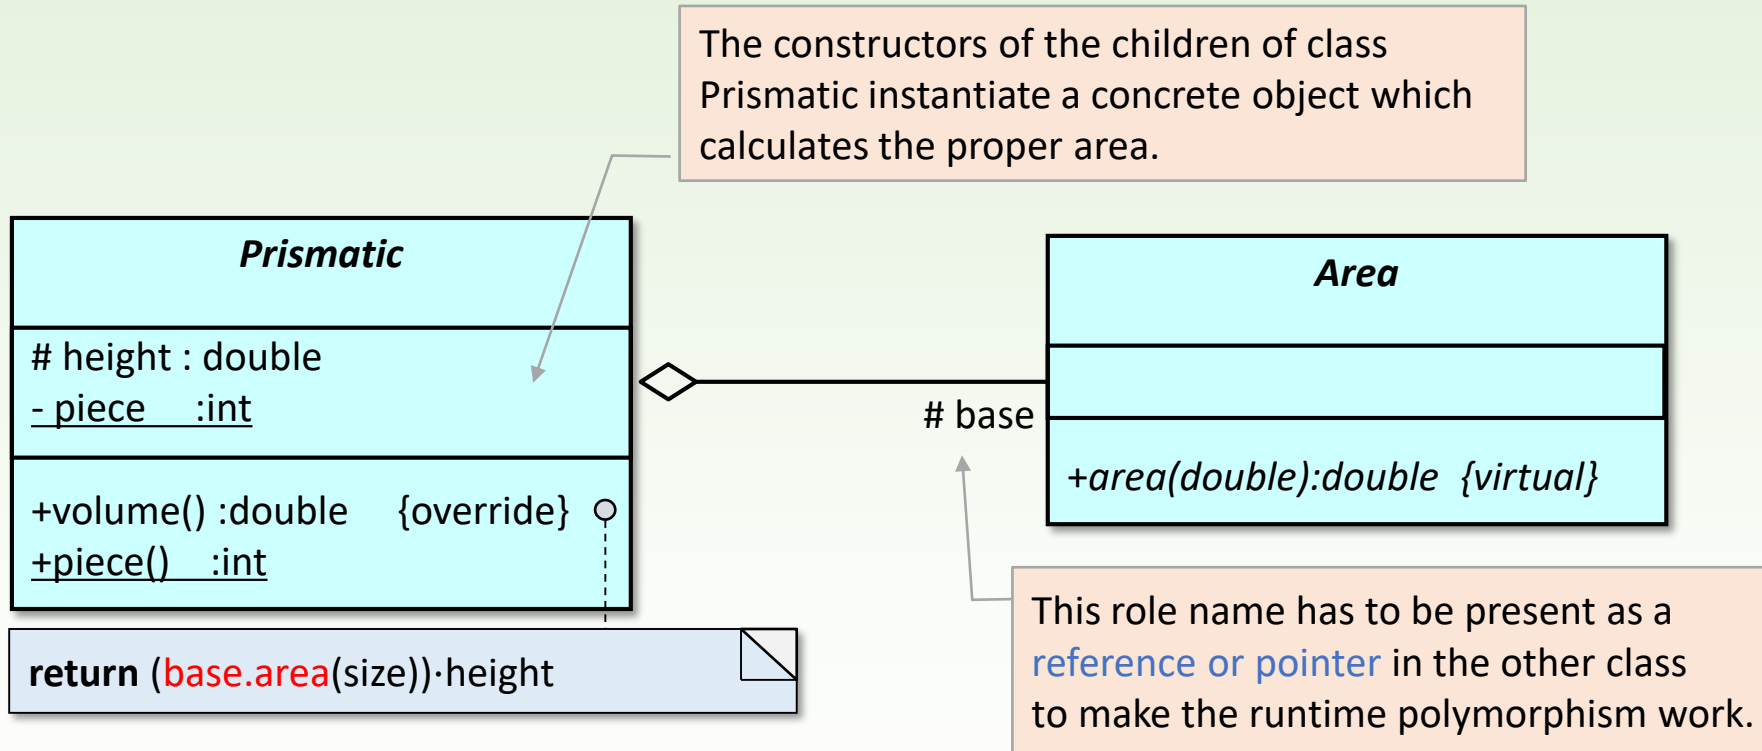 The constructors of the children of class
Prismatic instantiate a concrete object which
calculates the proper area.
Prismatic
# height : double
- piece :int
+volume() :double {override}
+piece() :int
return (base.area(size))·height
# base
Area
+area(double):double {virtual}
This role name has to be present as a
reference or pointer in the other class
to make the runtime polymorphism work.